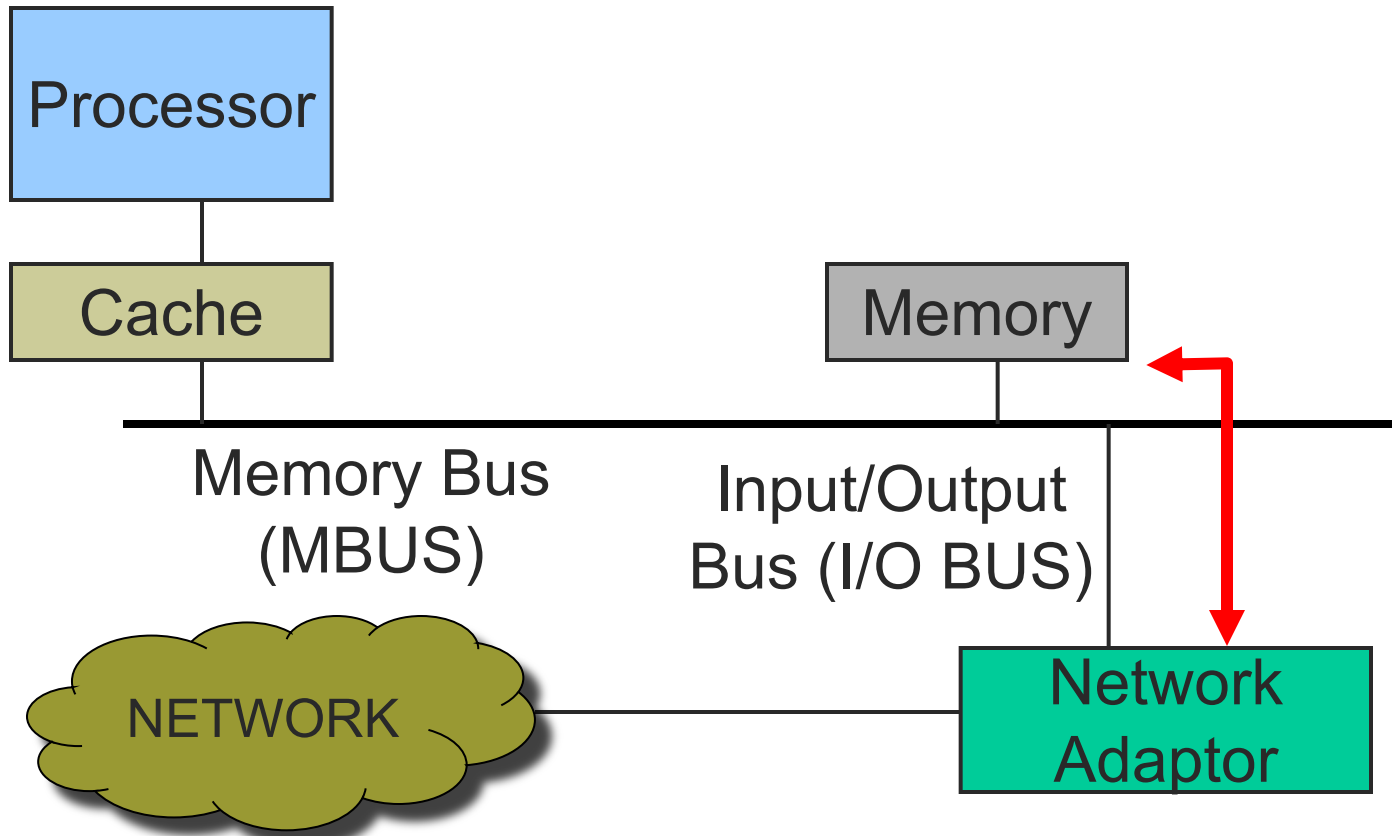 Processor
Cache
Memory
Memory Bus
(MBUS)
Input/Output
Bus (I/O BUS)
NETWORK
Network
Adaptor